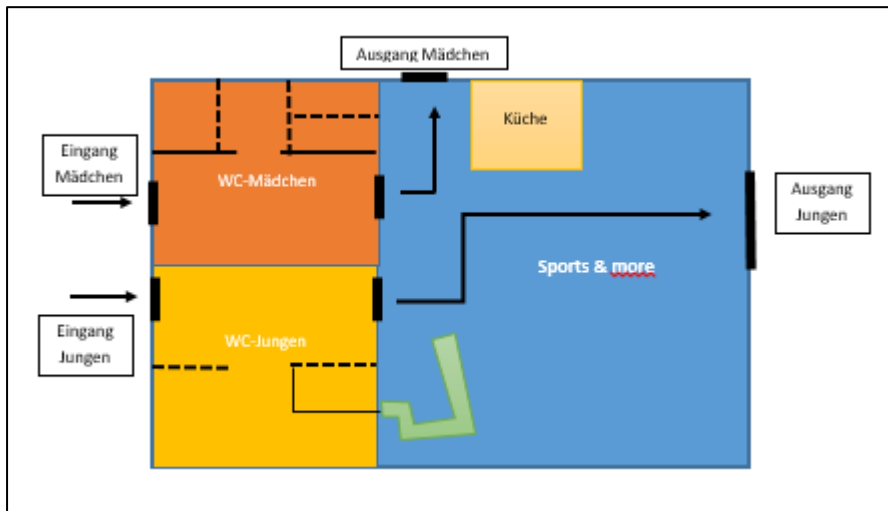 Ausgang Mädchen
Küche
Eingang
Mädchen
WC-Mädchen
Ausgang
Jungen
Sports & more
Eingang
Jungen
WC-Jungen